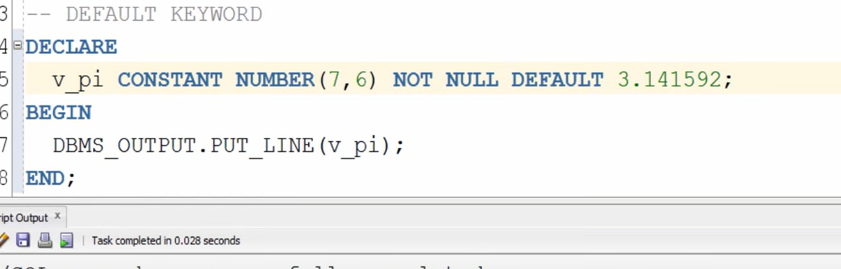 3 -- DEFAULT KEYWORD
4 DECLARE
5 v_pi CONSTANT NUMBER(7,6) NOT NULL DEFAULT 3.141592;
6 BEGIN
7 DBMS_OUTPUT.PUT_LINE(v_pi);
8 END;
ript Output x
Task completed in 0.028 seconds